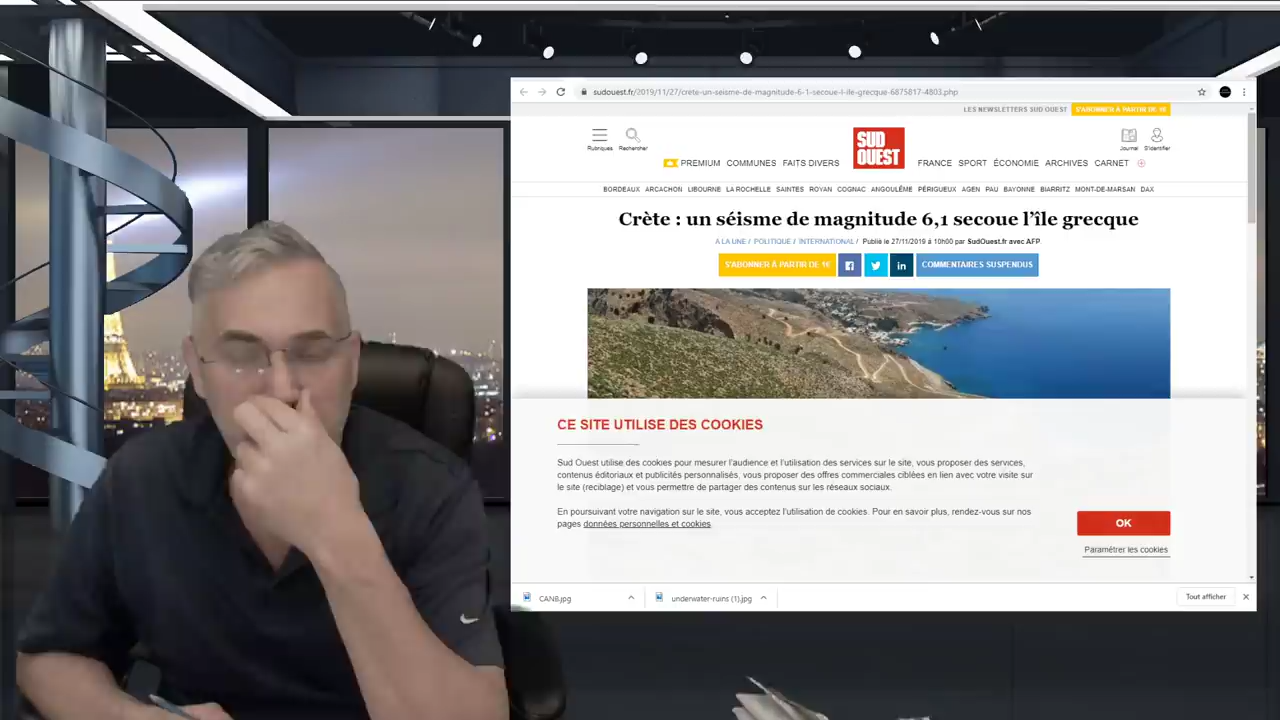 sudouest.fr/2019/11/27/crete-un-seisme-de-magnitude-6-1-secoue-l-ile-grecque-6875817-4803.php
LES NEWSLETTERS SUD OUEST S'ABONNER À PARTIR DE 1€
Rubriques Rechercher
SUD OUEST
Journal S'identifier
PREMIUM COMMUNES FAITS DIVERS FRANCE SPORT ÉCONOMIE ARCHIVES CARNET
BORDEAUX ARCACHON LIBOURNE LA ROCHELLE SAINTES ROYAN COGNAC ANGOULÊME PÉRIGUEUX AGEN PAU BAYONNE BIARRITZ MONT-DE-MARSAN DAX
Crète : un séisme de magnitude 6,1 secoue l'île grecque
A LA UNE / POLITIQUE / INTERNATIONAL / Publié le 27/11/2019 à 10h00 par SudOuest.fr avec AFP.
S'ABONNER À PARTIR DE 1€ COMMENTAIRES SUSPENDUS
CE SITE UTILISE DES COOKIES
Sud Ouest utilise des cookies pour mesurer l'audience et l'utilisation des services sur le site, vous proposer des services,
contenus éditoriaux et publicités personnalisés, vous proposer des offres commerciales ciblées en lien avec votre visite sur
le site (reciblage) et vous permettre de partager des contenus sur les réseaux sociaux.
En poursuivant votre navigation sur le site, vous acceptez l'utilisation de cookies. Pour en savoir plus, rendez-vous sur nos
pages données personnelles et cookies.
OK
Paramétrer les cookies
CANB.jpg underwater-ruins (1).jpg Tout afficher